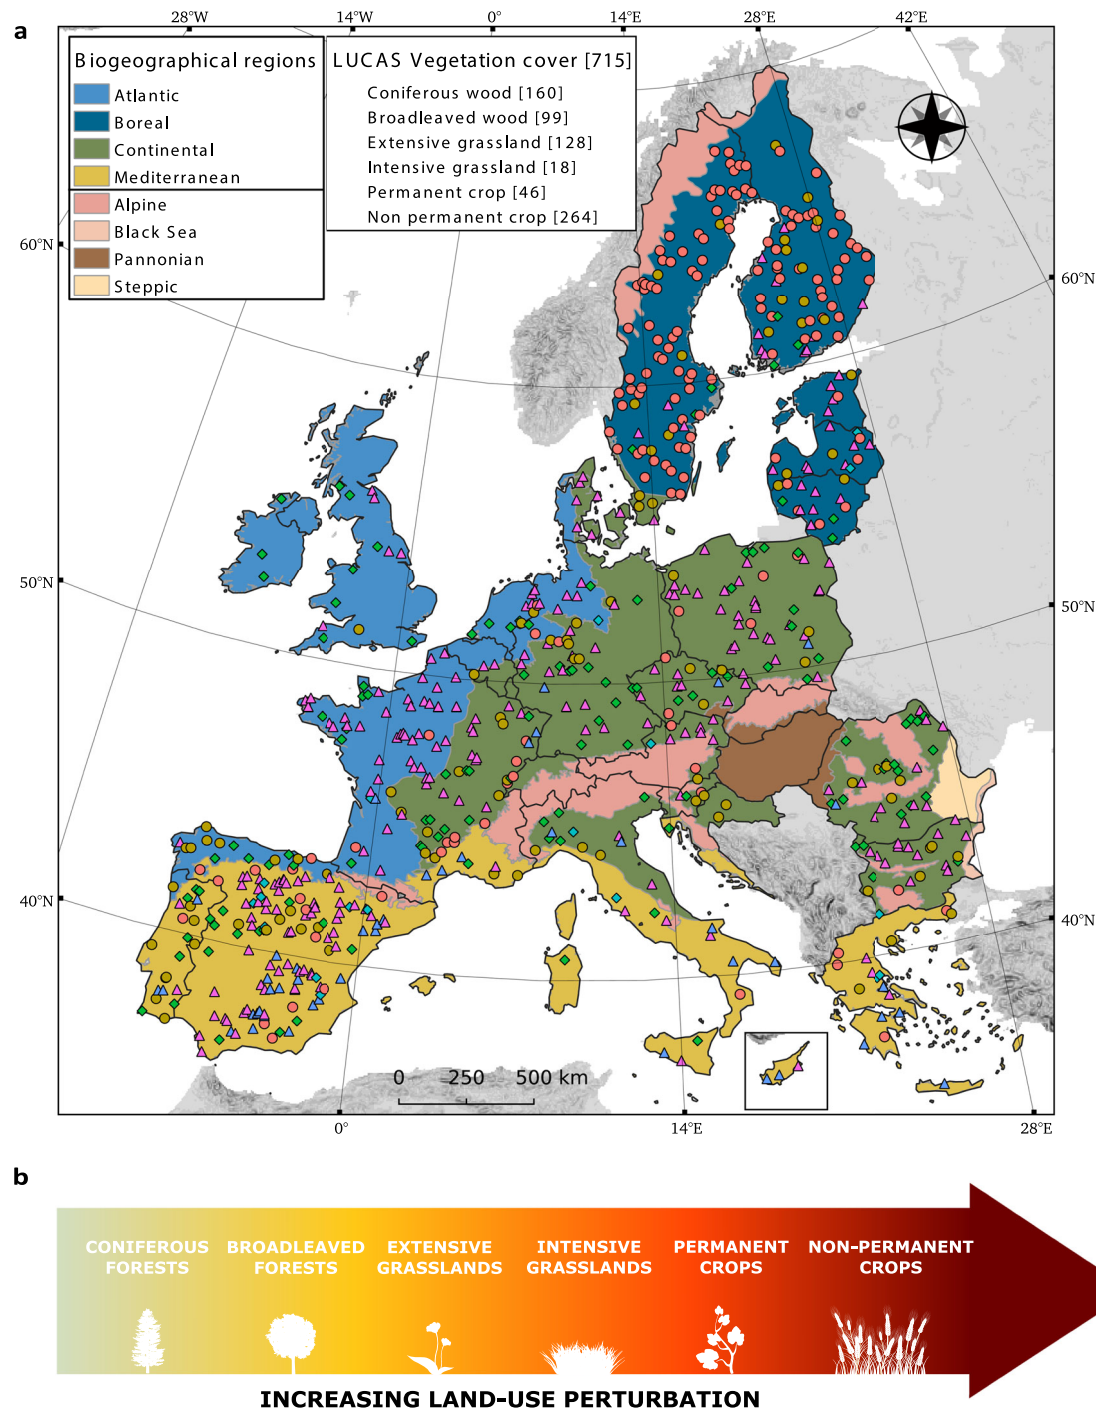 a
28°W
14°W
0°
14°E
28°E
42°E
Biogeographical regions
Atlantic
Boreal
Continental
Mediterranean
Alpine
Black Sea
Pannonian
Steppic
LUCAS Vegetation cover [715]
Coniferous wood [160]
Broadleaved wood [99]
Extensive grassland [128]
Intensive grassland [18]
Permanent crop [46]
Non permanent crop [264]
60°N
60°N
50°N
50°N
40°N
40°N
0 250 500 km
0°
14°E
28°E
b
CONIFEROUS
FORESTS
BROADLEAVED
FORESTS
EXTENSIVE
GRASSLANDS
INTENSIVE
GRASSLANDS
PERMANENT
CROPS
NON-PERMANENT
CROPS
INCREASING LAND-USE PERTURBATION